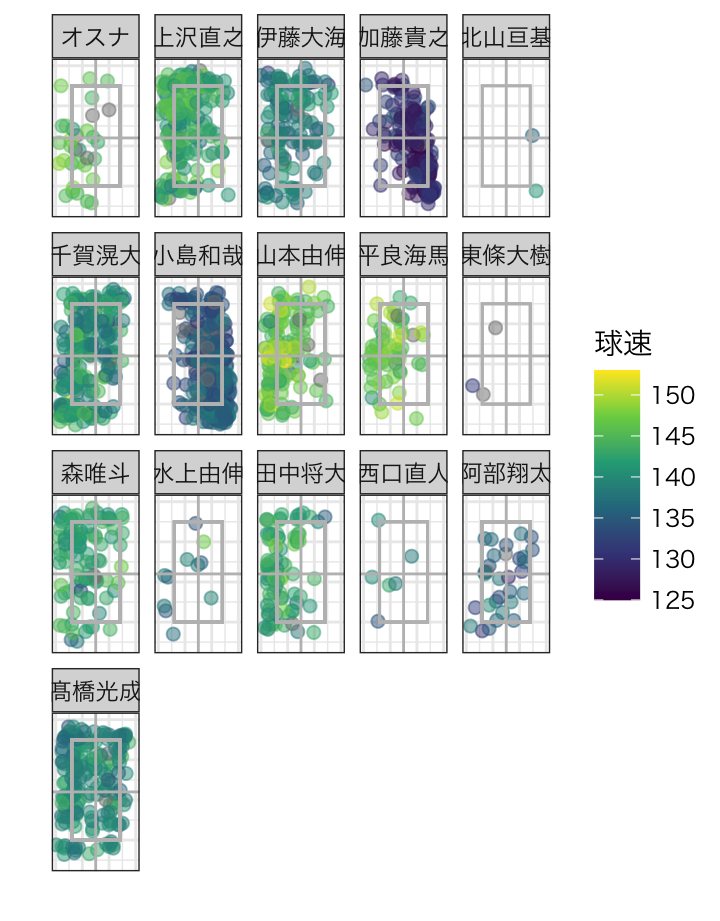 オスナ
上沢直之
伊藤大海
加藤貴之
北山亘基
千賀滉大
小島和哉
山本由伸
平良海馬
東條大樹
森唯斗
水上由伸
田中将大
西口直人
阿部翔太
髙橋光成
球速
150
145
140
135
130
125